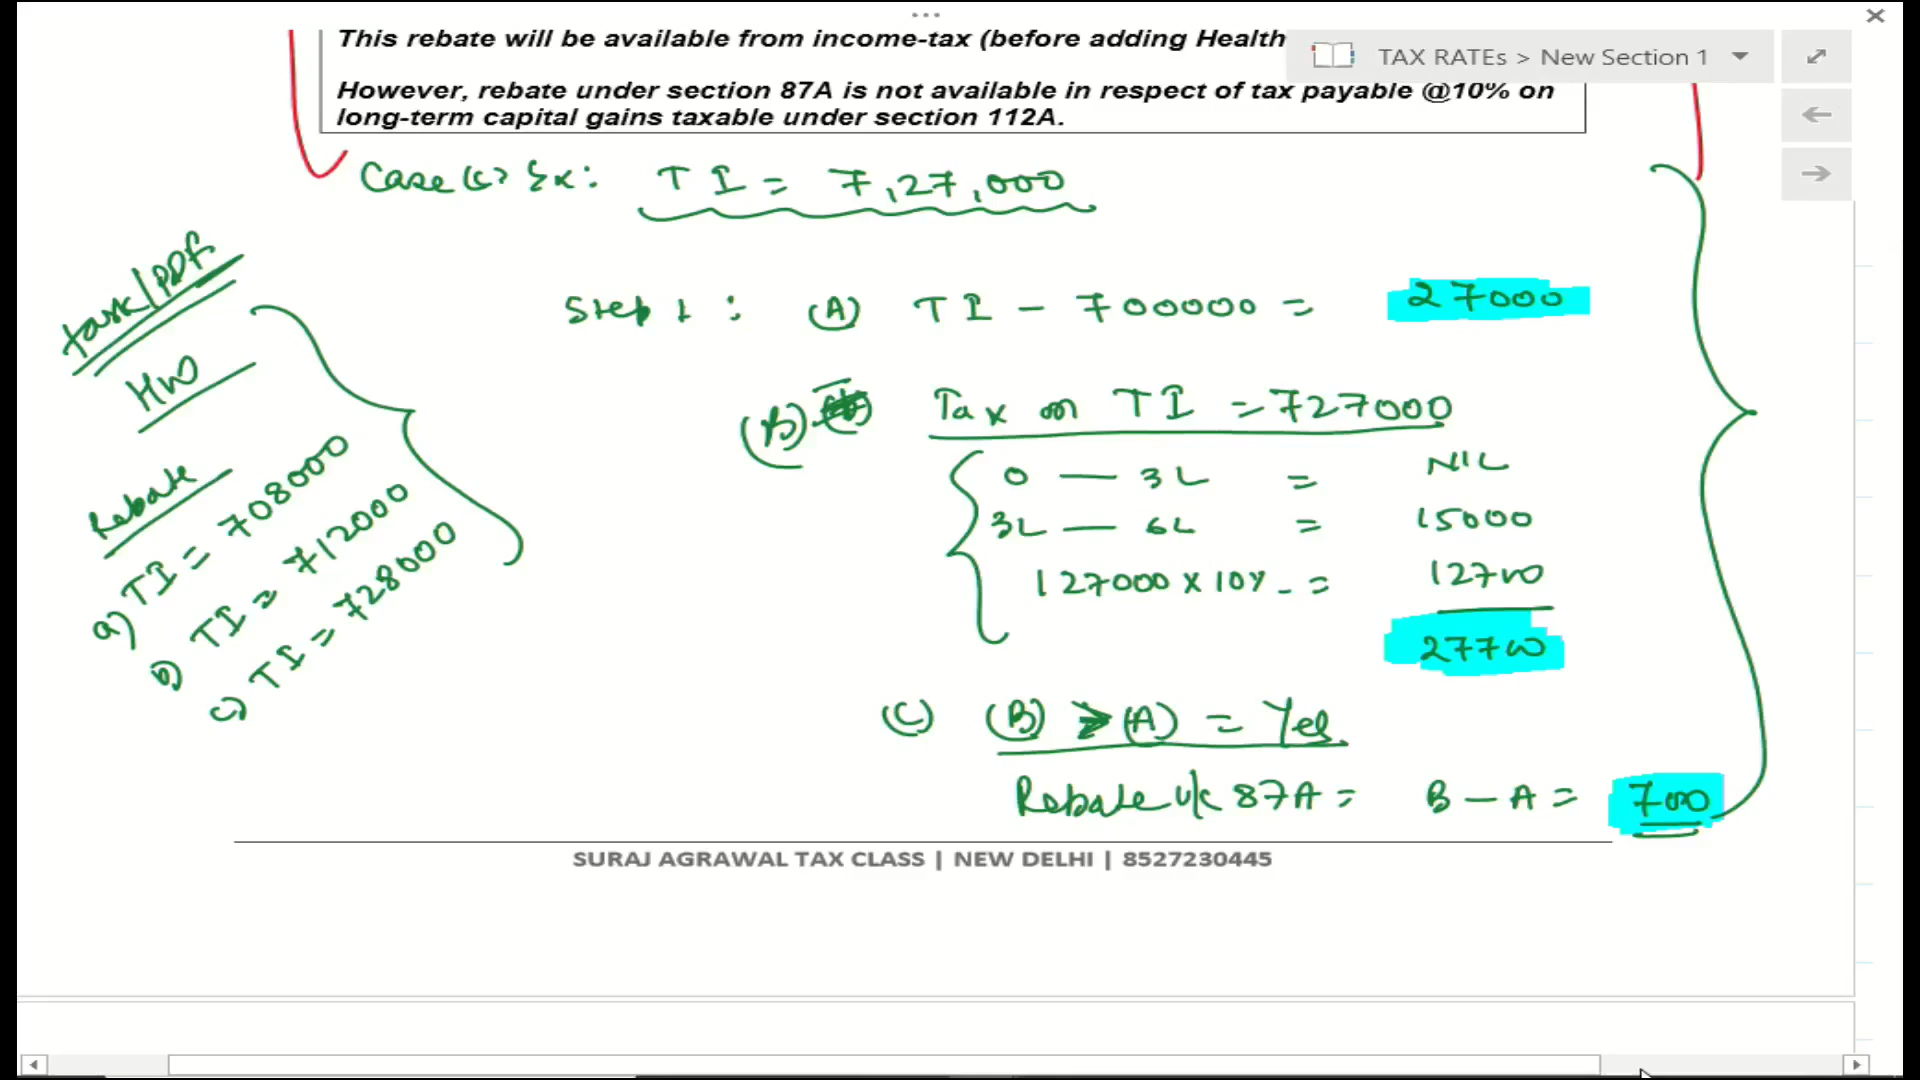 ...
This rebate will be available from income-tax (before adding Health
TAX RATEs > New Section 1
However, rebate under section 87A is not available in respect of tax payable @10% on
long-term capital gains taxable under section 112A.
Case (c) Ex: TI = 7,27,000
Step 1 : (A) TI - 700000 = 27000
(B) Tax on TI = 727000
0 — 3L = NIL
3L — 6L = 15000
127000 x 10% = 12700
27700
(C) (B) > (A) = Yes
Rebate u/s 87A = B - A = 700
task/PDF
HW
Rebate
a) TI = 708000
b) TI = 712000
c) TI = 728000
SURAJ AGRAWAL TAX CLASS | NEW DELHI | 8527230445